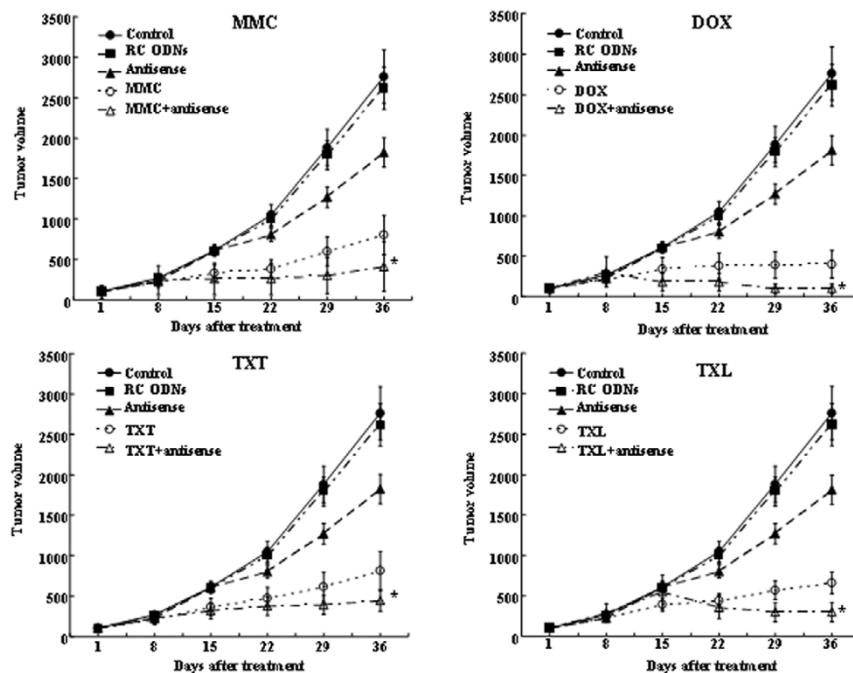 MMC
Control
RC ODNs
Antisense
MMC
MMC+antisense
Tumor volume
3500
3000
2500
2000
1500
1000
500
0
1 8 15 22 29 36
*
Days after treatment
DOX
Control
RC ODNs
Antisense
DOX
DOX+antisense
Tumor volume
3500
3000
2500
2000
1500
1000
500
0
1 8 15 22 29 36
*
Days after treatment
TXT
Control
RC ODNs
Antisense
TXT
TXT+antisense
Tumor volume
3500
3000
2500
2000
1500
1000
500
0
1 8 15 22 29 36
*
Days after treatment
TXL
Control
RC ODNs
Antisense
TXL
TXL+antisense
Tumor volume
3500
3000
2500
2000
1500
1000
500
0
1 8 15 22 29 36
*
Days after treatment